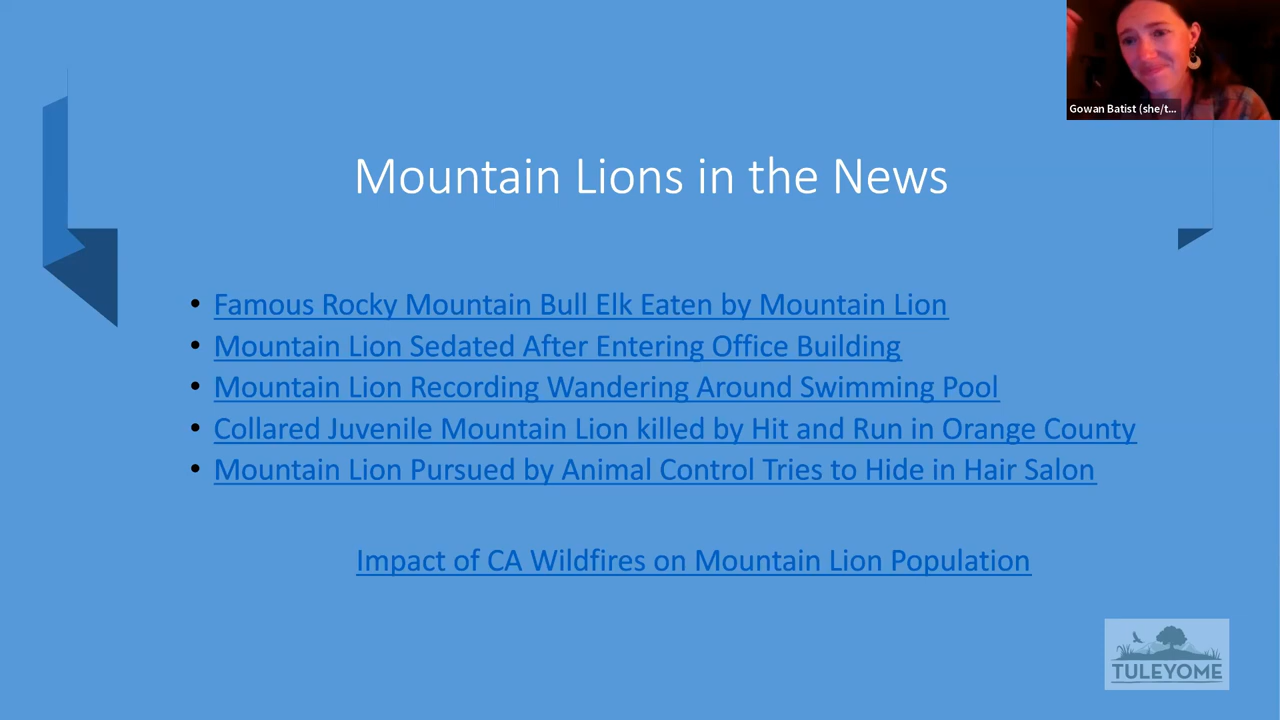 Gowan Batist (she/t...
Mountain Lions in the News
• Famous Rocky Mountain Bull Elk Eaten by Mountain Lion
• Mountain Lion Sedated After Entering Office Building
• Mountain Lion Recording Wandering Around Swimming Pool
• Collared Juvenile Mountain Lion killed by Hit and Run in Orange County
• Mountain Lion Pursued by Animal Control Tries to Hide in Hair Salon
Impact of CA Wildfires on Mountain Lion Population
TULEYOME